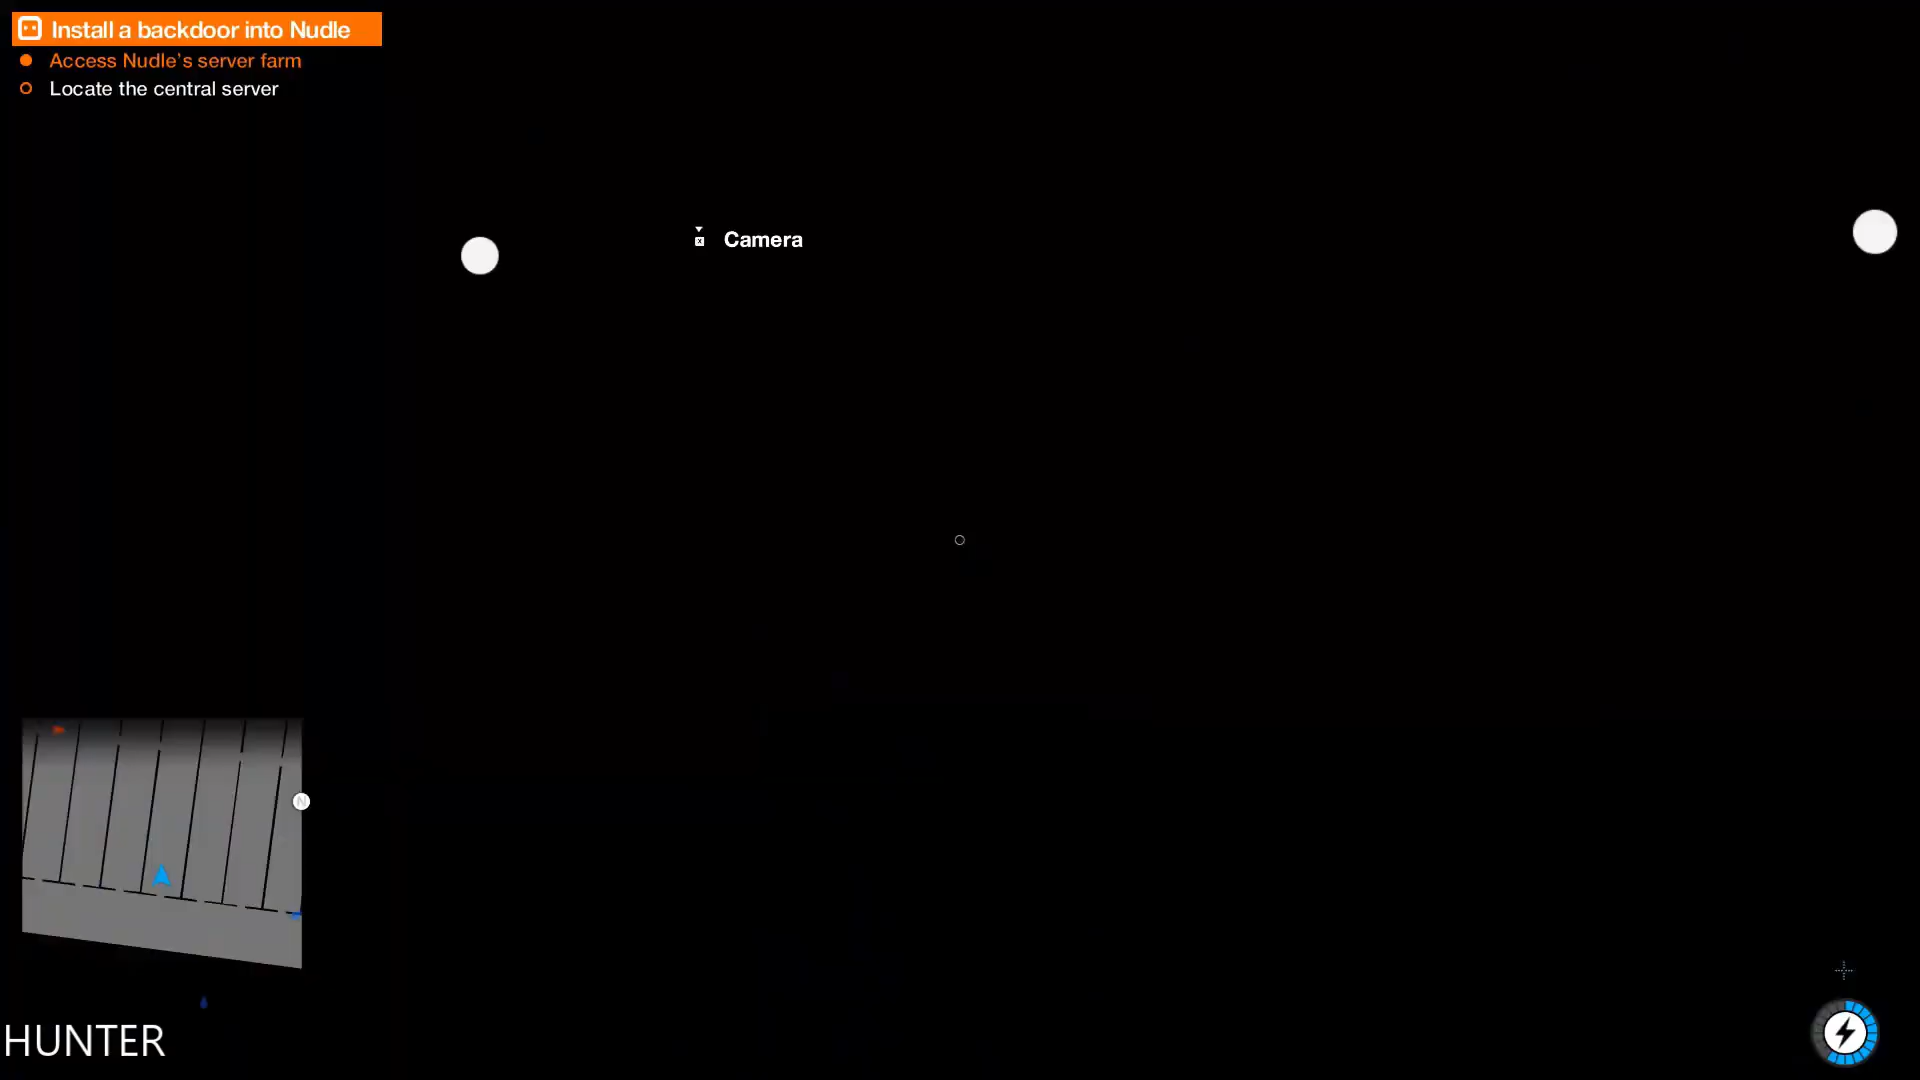 Install a backdoor into Nudle
Access Nudle's server farm
Locate the central server
Camera
N
HUNTER